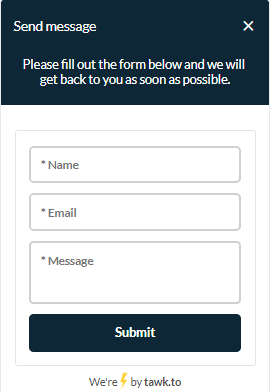 Send message
Please fill out the form below and we will
get back to you as soon as possible.
* Name
* Email
* Message
Submit
We're ⚡ by tawk.to